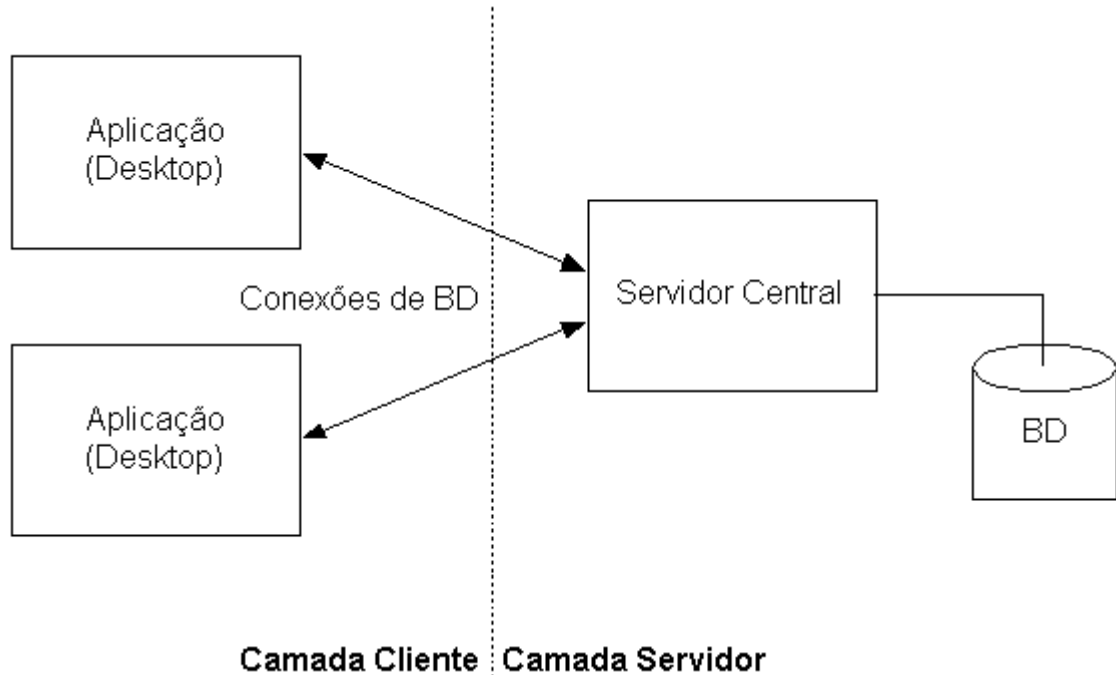 Aplicação
(Desktop)
Servidor Central
Conexões de BD
Aplicação
(Desktop)
BD
Camada Cliente
Camada Servidor